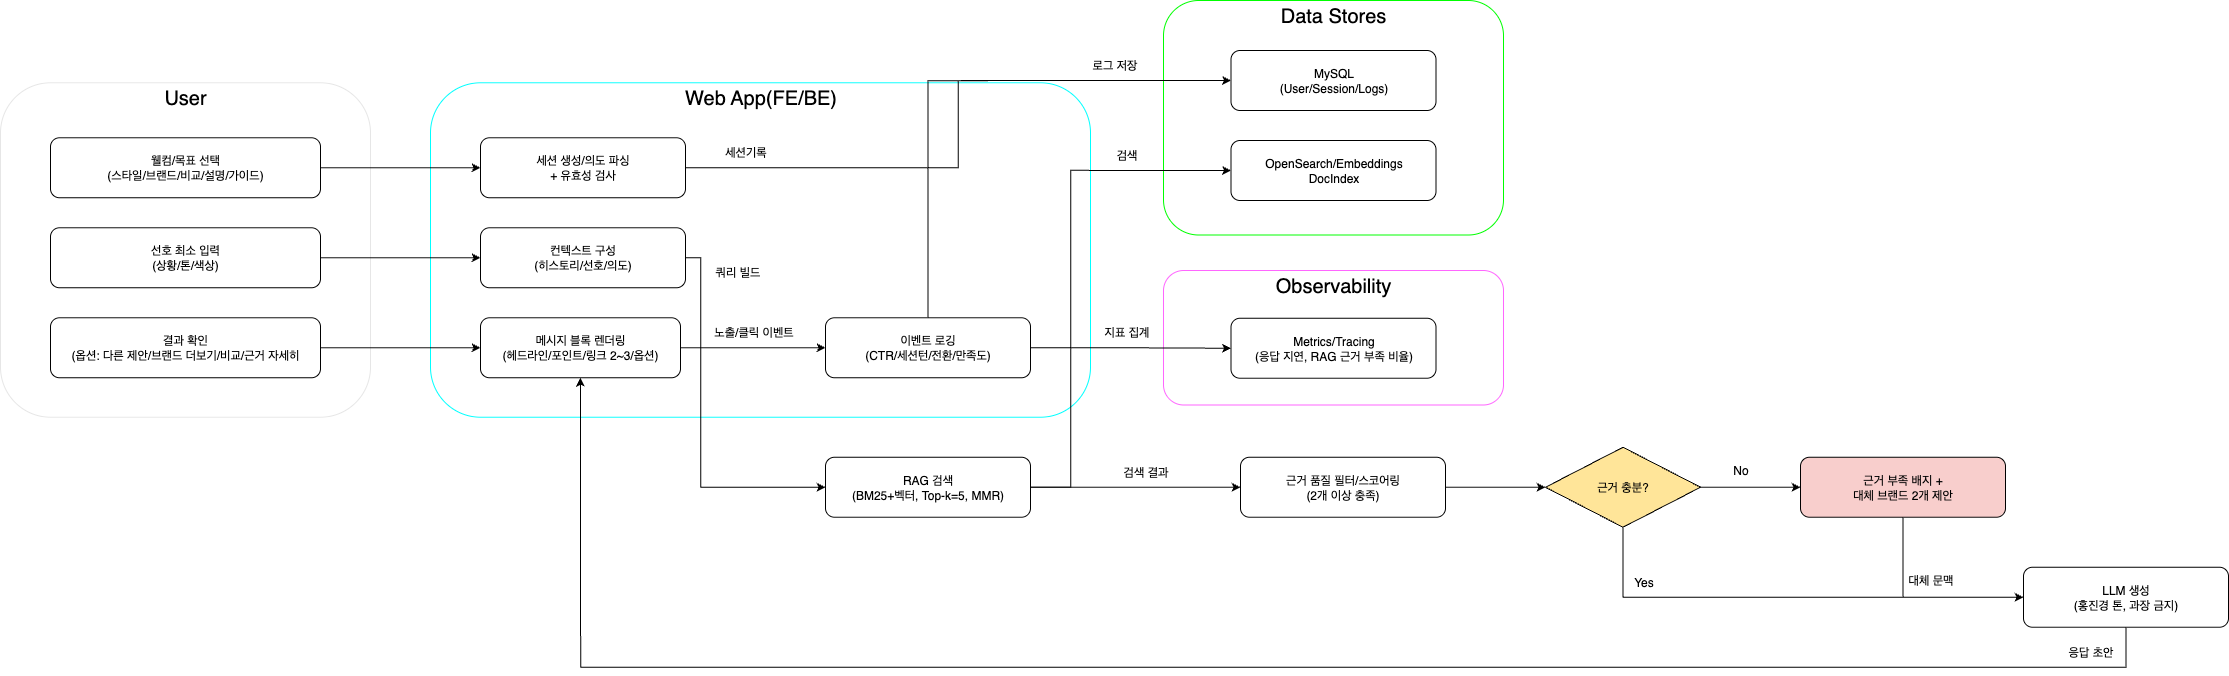 User
웰컴/목표 선택
(스타일/브랜드/비교/설명/가이드)
선호 최소 입력
(상황/톤/색상)
결과 확인
(옵션: 다른 제안/브랜드 더보기/비교/근거 자세히
Web App(FE/BE)
세션 생성/의도 파싱
+ 유효성 검사
세션기록
컨텍스트 구성
(히스토리/선호/의도)
쿼리 빌드
메시지 블록 렌더링
(헤드라인/포인트/링크 2~3/옵션)
노출/클릭 이벤트
이벤트 로깅
(CTR/세션턴/전환/만족도)
로그 저장
검색
지표 집계
Data Stores
MySQL
(User/Session/Logs)
OpenSearch/Embeddings
DocIndex
Observability
Metrics/Tracing
(응답 지연, RAG 근거 부족 비율)
RAG 검색
(BM25+벡터, Top-k=5, MMR)
검색 결과
근거 품질 필터/스코어링
(2개 이상 충족)
근거 충분?
No
Yes
근거 부족 배지 +
대체 브랜드 2개 제안
대체 문맥
LLM 생성
(홍진경 톤, 과장 금지)
응답 초안